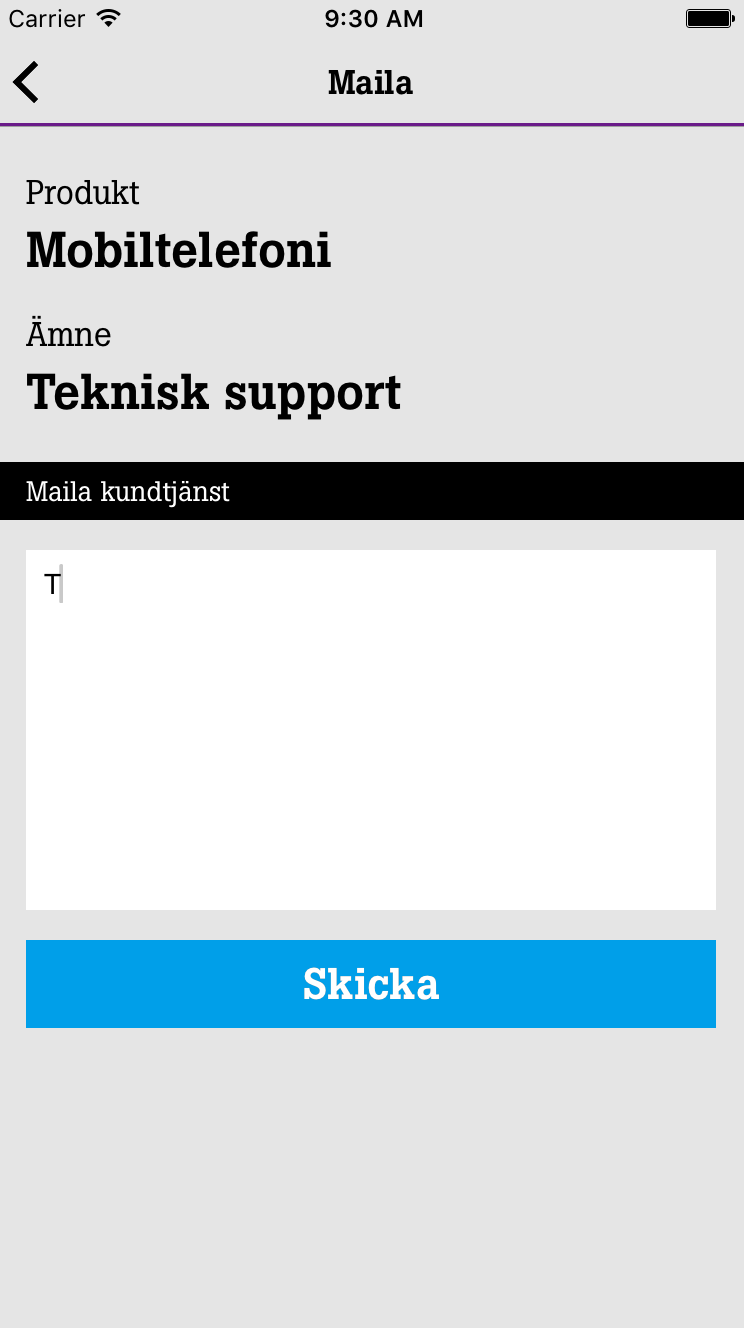 Carrier 9:30 AM
Maila
Produkt
Mobiltelefoni
Ämne
Teknisk support
Maila kundtjänst
T
Skicka